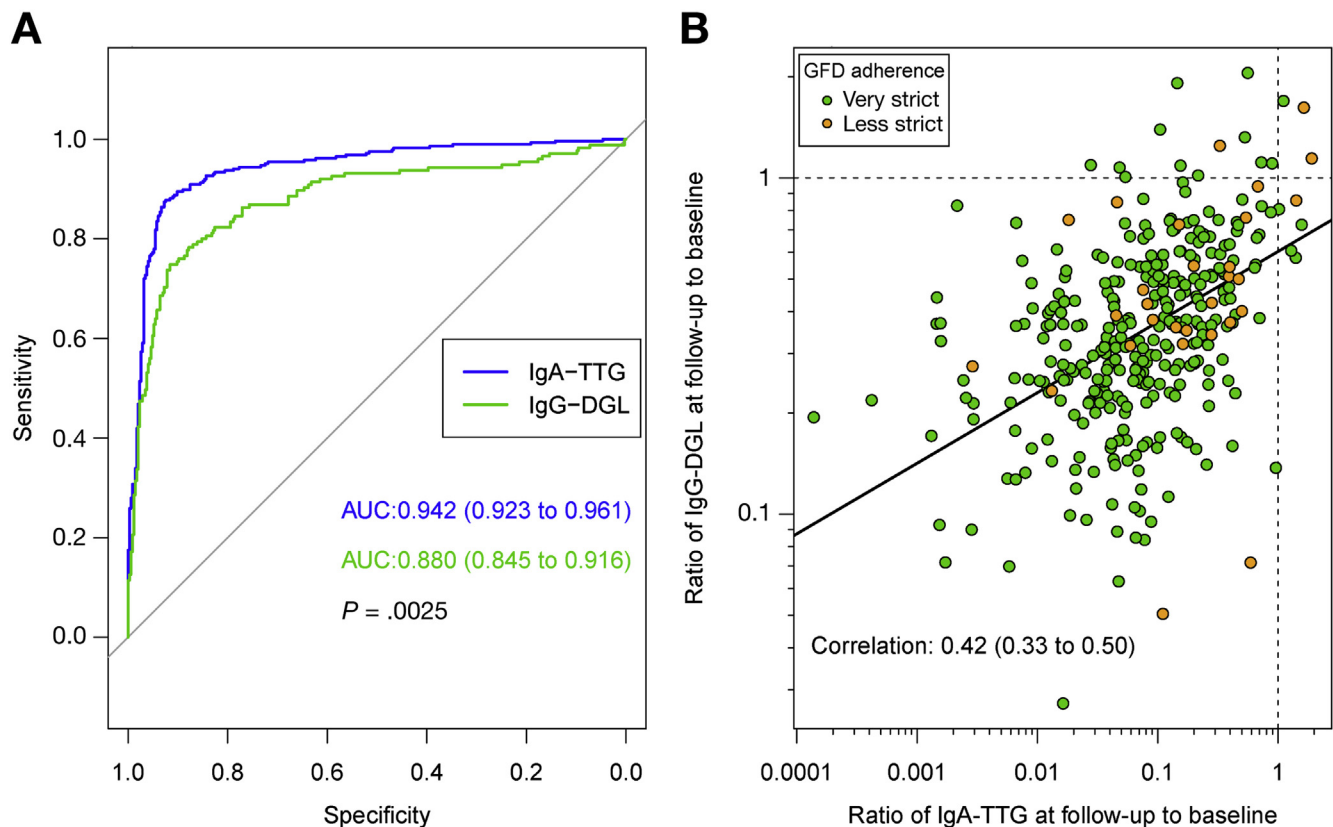 A
Sensitivity
1.0
0.8
0.6
0.4
0.2
0.0
IgA−TTG
IgG−DGL
AUC:0.942 (0.923 to 0.961)
AUC:0.880 (0.845 to 0.916)
P = .0025
1.0 0.8 0.6 0.4 0.2 0.0
Specificity
B
Ratio of IgG-DGL at follow-up to baseline
1
0.1
GFD adherence
Very strict
Less strict
Correlation: 0.42 (0.33 to 0.50)
0.0001 0.001 0.01 0.1 1
Ratio of IgA-TTG at follow-up to baseline